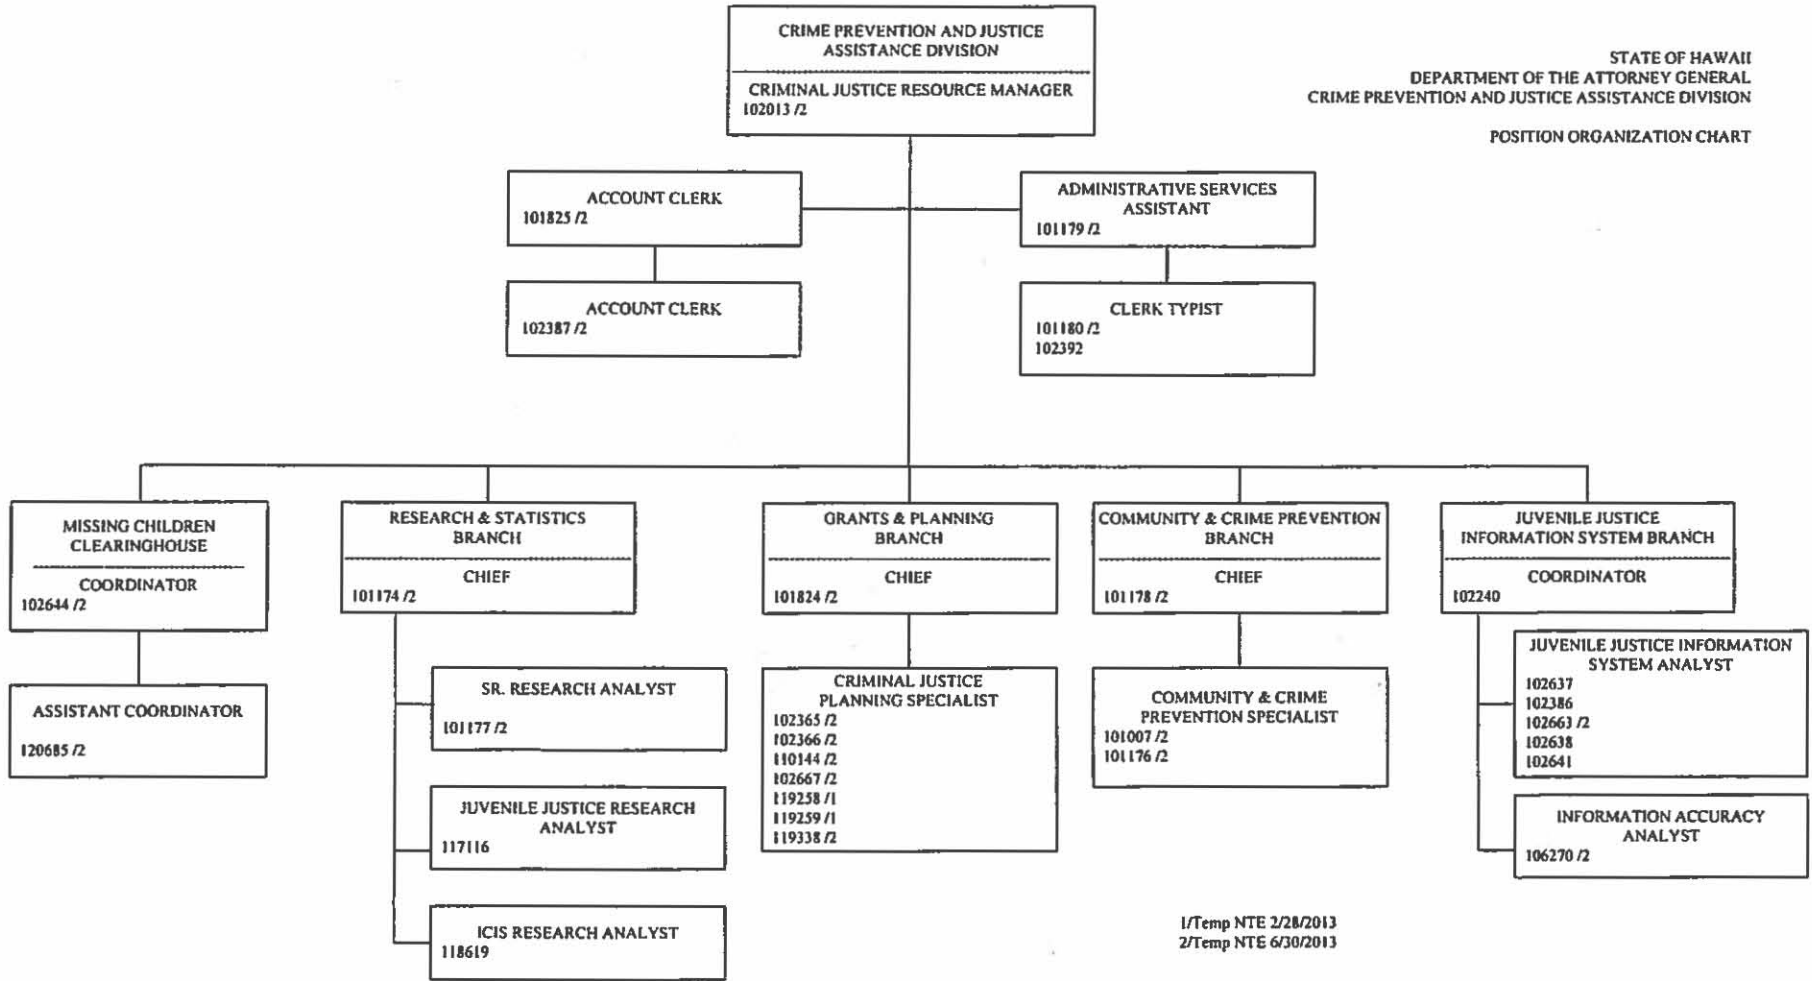 CRIME PREVENTION AND JUSTICE
ASSISTANCE DIVISION
CRIMINAL JUSTICE RESOURCE MANAGER
102013 /2
STATE OF HAWAII
DEPARTMENT OF THE ATTORNEY GENERAL
CRIME PREVENTION AND JUSTICE ASSISTANCE DIVISION
POSITION ORGANIZATION CHART
ACCOUNT CLERK
101825 /2
ADMINISTRATIVE SERVICES
ASSISTANT
101179 /2
ACCOUNT CLERK
102387 /2
CLERK TYPIST
101180 /2
102392
MISSING CHILDREN
CLEARINGHOUSE
COORDINATOR
102644 /2
ASSISTANT COORDINATOR
120685 /2
RESEARCH & STATISTICS
BRANCH
CHIEF
101174 /2
SR. RESEARCH ANALYST
101177 /2
JUVENILE JUSTICE RESEARCH
ANALYST
117116
ICIS RESEARCH ANALYST
118619
GRANTS & PLANNING
BRANCH
CHIEF
101824 /2
CRIMINAL JUSTICE
PLANNING SPECIALIST
102365 /2
102366 /2
110144 /2
102667 /2
119258 /1
119259 /1
119338 /2
COMMUNITY & CRIME PREVENTION
BRANCH
CHIEF
101178 /2
COMMUNITY & CRIME
PREVENTION SPECIALIST
101007 /2
101176 /2
JUVENILE JUSTICE
INFORMATION SYSTEM BRANCH
COORDINATOR
102240
JUVENILE JUSTICE INFORMATION
SYSTEM ANALYST
102637
102386
102663 /2
102638
102641
INFORMATION ACCURACY
ANALYST
106270 /2
1/Temp NTE 2/28/2013
2/Temp NTE 6/30/2013